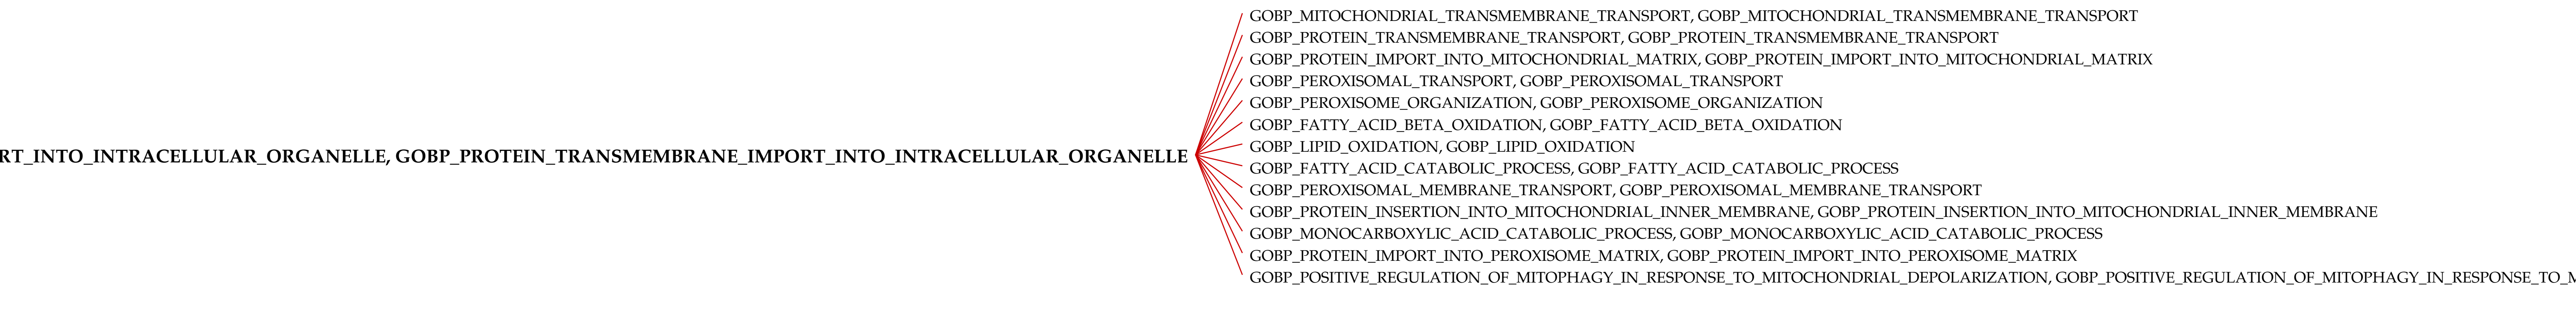 GOBP_MITOCHONDRIAL_TRANSMEMBRANE_TRANSPORT, GOBP_MITOCHONDRIAL_TRANSMEMBRANE_TRANSPORT
GOBP_PROTEIN_TRANSMEMBRANE_TRANSPORT, GOBP_PROTEIN_TRANSMEMBRANE_TRANSPORT
GOBP_PROTEIN_IMPORT_INTO_MITOCHONDRIAL_MATRIX, GOBP_PROTEIN_IMPORT_INTO_MITOCHONDRIAL_MATRIX
GOBP_PEROXISOMAL_TRANSPORT, GOBP_PEROXISOMAL_TRANSPORT
GOBP_PEROXISOME_ORGANIZATION, GOBP_PEROXISOME_ORGANIZATION
GOBP_FATTY_ACID_BETA_OXIDATION, GOBP_FATTY_ACID_BETA_OXIDATION
GOBP_LIPID_OXIDATION, GOBP_LIPID_OXIDATION
RT_INTO_INTRACELLULAR_ORGANELLE, GOBP_PROTEIN_TRANSMEMBRANE_IMPORT_INTO_INTRACELLULAR_ORGANELLE
GOBP_FATTY_ACID_CATABOLIC_PROCESS, GOBP_FATTY_ACID_CATABOLIC_PROCESS
GOBP_PEROXISOMAL_MEMBRANE_TRANSPORT, GOBP_PEROXISOMAL_MEMBRANE_TRANSPORT
GOBP_PROTEIN_INSERTION_INTO_MITOCHONDRIAL_INNER_MEMBRANE, GOBP_PROTEIN_INSERTION_INTO_MITOCHONDRIAL_INNER_MEMBRANE
GOBP_MONOCARBOXYLIC_ACID_CATABOLIC_PROCESS, GOBP_MONOCARBOXYLIC_ACID_CATABOLIC_PROCESS
GOBP_PROTEIN_IMPORT_INTO_PEROXISOME_MATRIX, GOBP_PROTEIN_IMPORT_INTO_PEROXISOME_MATRIX
GOBP_POSITIVE_REGULATION_OF_MITOPHAGY_IN_RESPONSE_TO_MITOCHONDRIAL_DEPOLARIZATION, GOBP_POSITIVE_REGULATION_OF_MITOPHAGY_IN_RESPONSE_TO_M